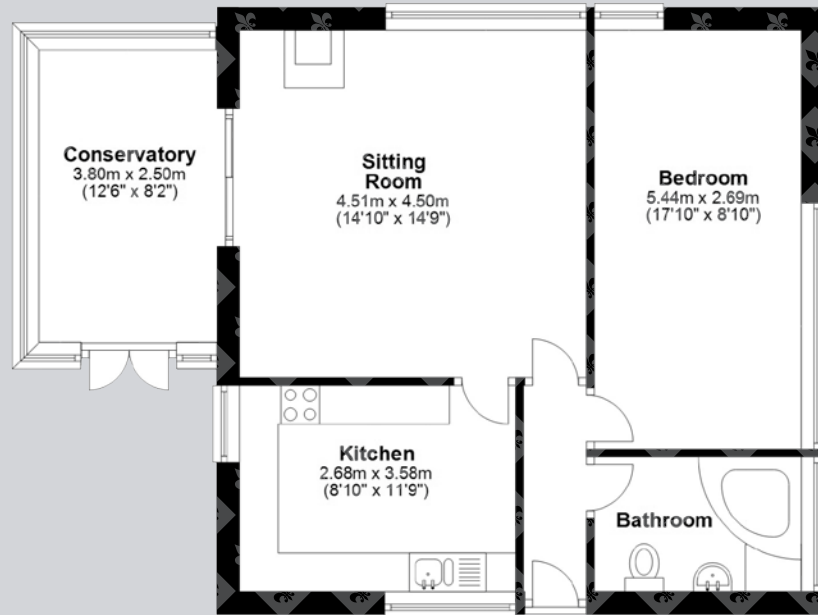 Conservatory
3.80m x 2.50m
(12'6" x 8'2")
Sitting
Room
4.51m x 4.50m
(14'10" x 14'9")
Bedroom
5.44m x 2.69m
(17'10" x 8'10")
Kitchen
2.68m x 3.58m
(8'10" x 11'9")
Bathroom